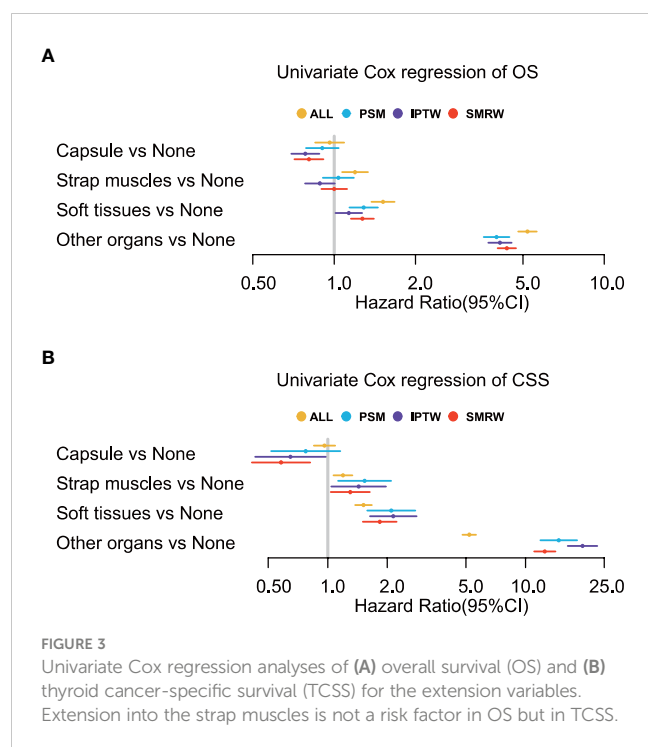 A
Univariate Cox regression of OS
ALL PSM IPTW SMRW
Capsule vs None
Strap muscles vs None
Soft tissues vs None
Other organs vs None
0.50 1.0 2.0 5.0 10.0
Hazard Ratio(95%CI)
B
Univariate Cox regression of CSS
ALL PSM IPTW SMRW
Capsule vs None
Strap muscles vs None
Soft tissues vs None
Other organs vs None
0.50 1.0 2.0 5.0 10.0 25.0
Hazard Ratio(95%CI)
FIGURE 3
Univariate Cox regression analyses of (A) overall survival (OS) and (B)
thyroid cancer-specific survival (TCSS) for the extension variables.
Extension into the strap muscles is not a risk factor in OS but in TCSS.